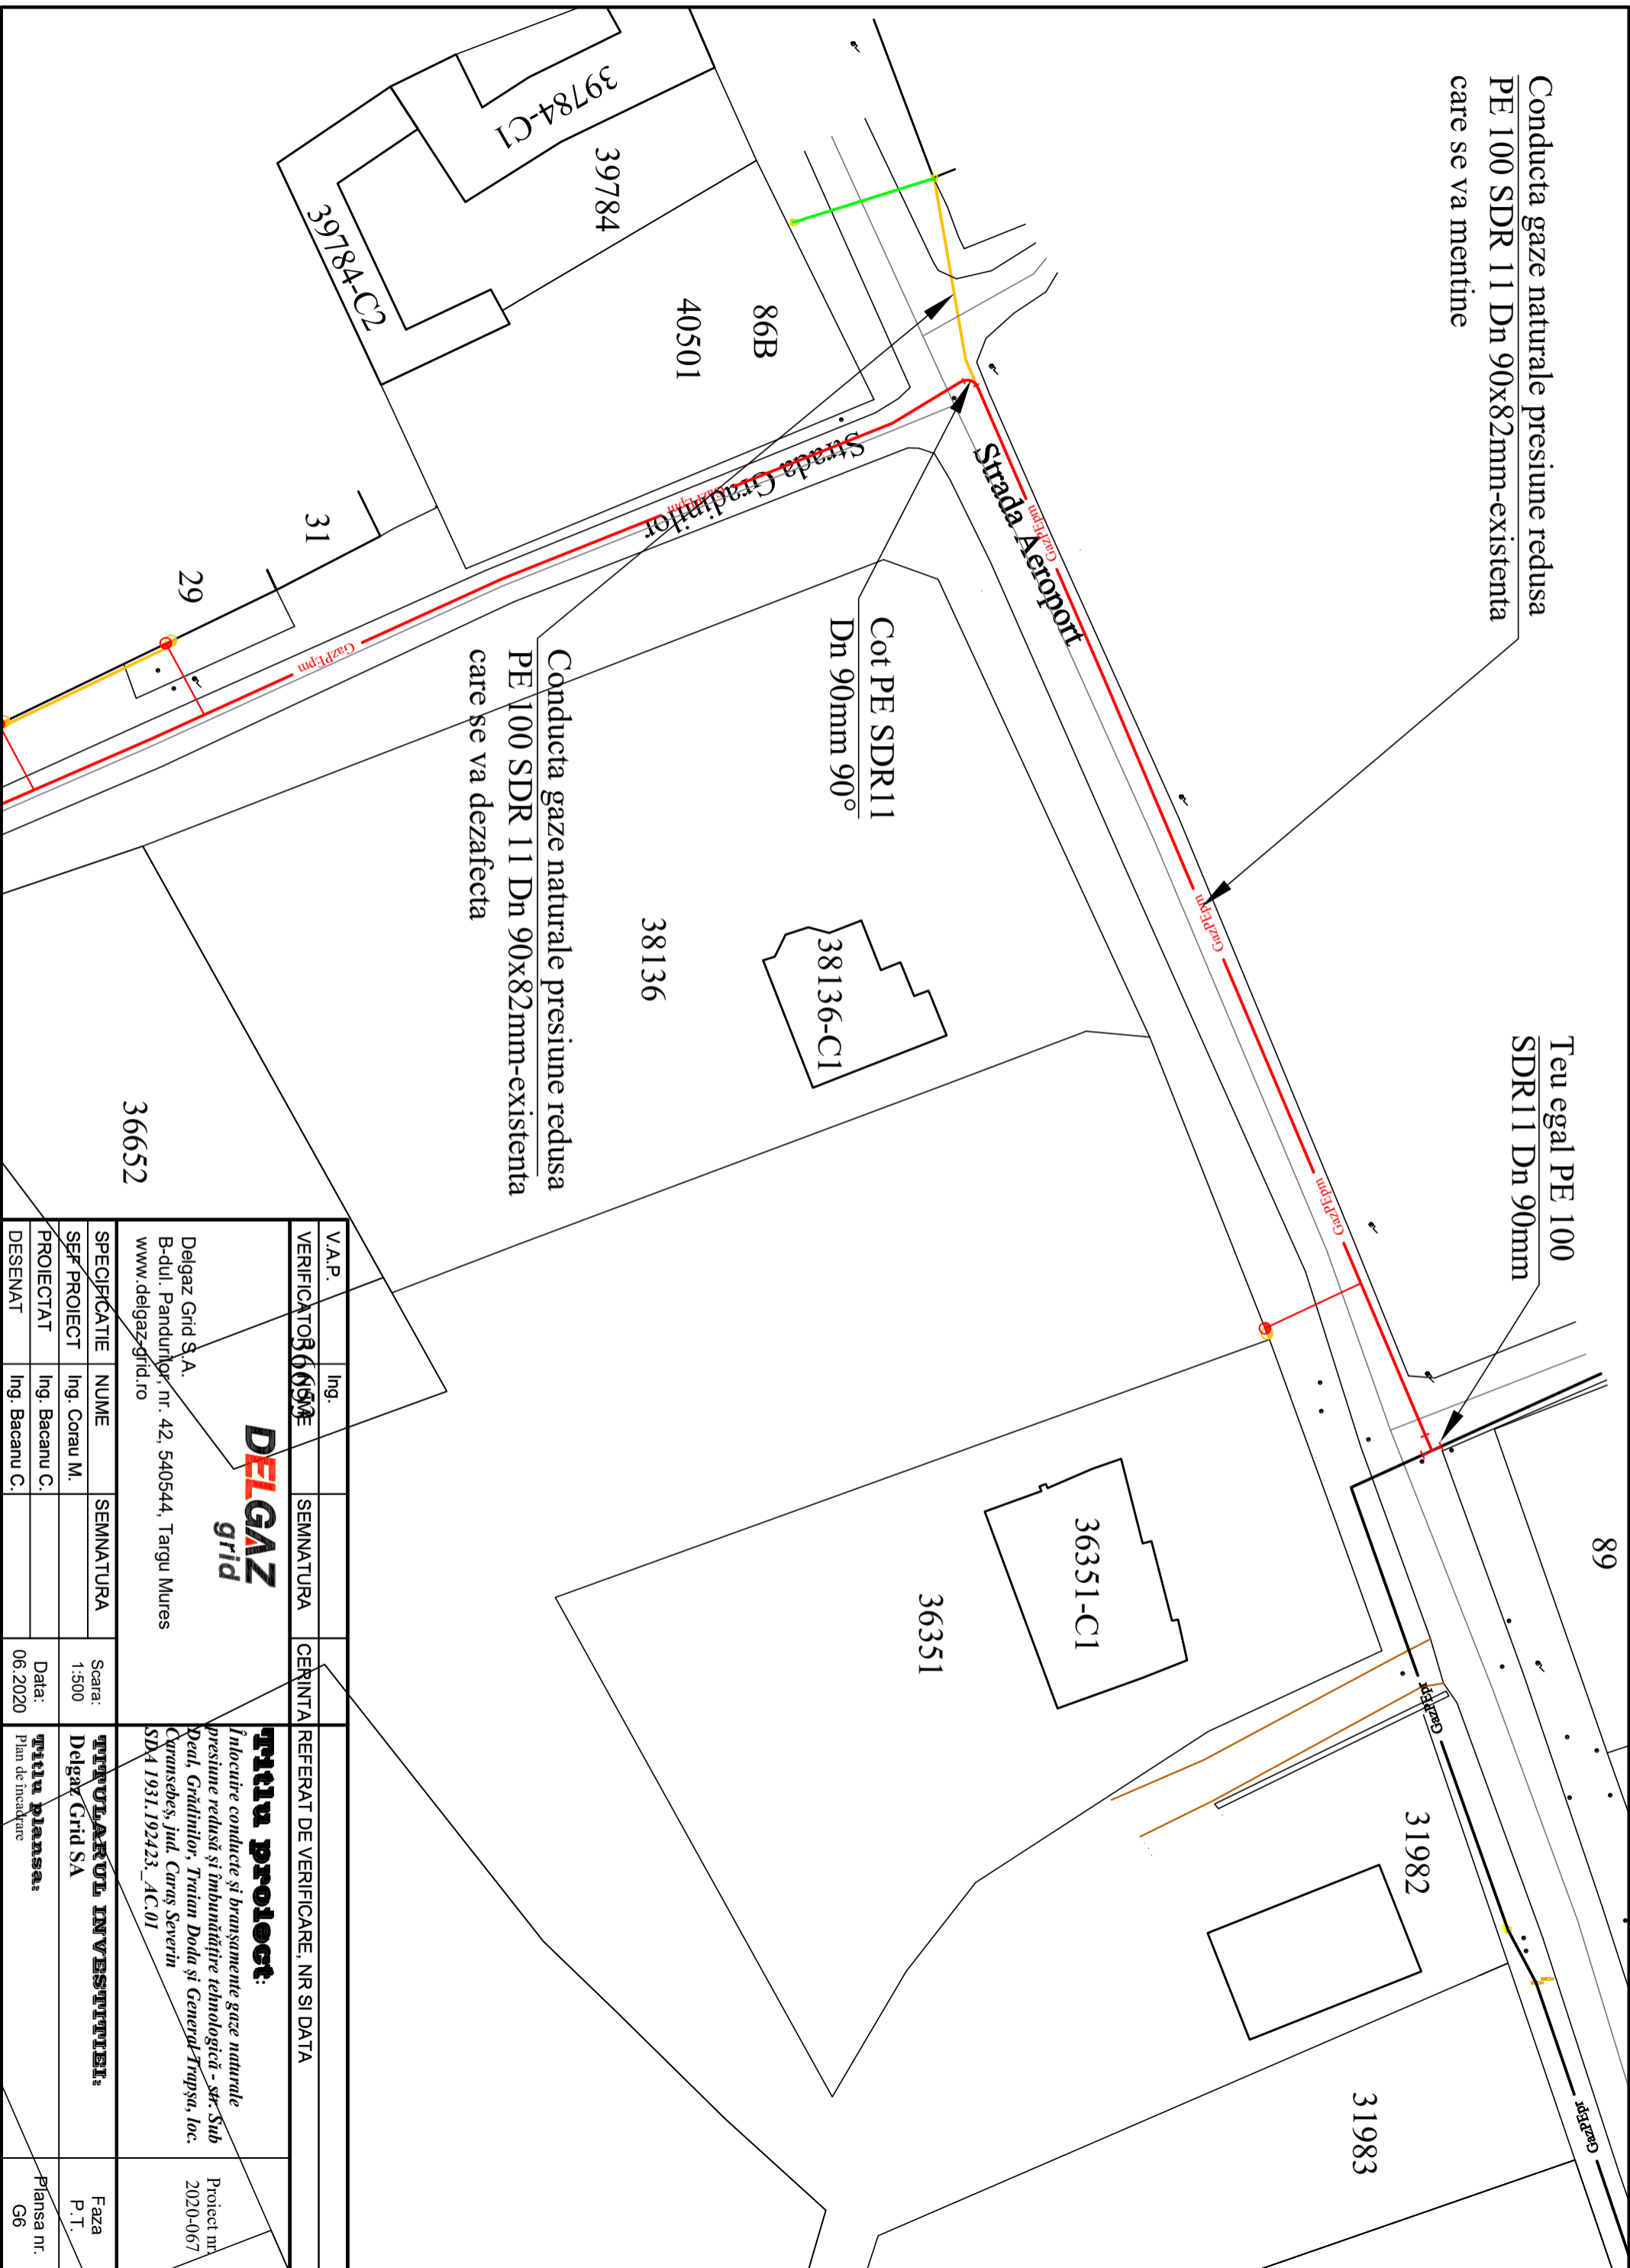 Conducta gaze naturale presiune redusa
PE 100 SDR 11 Dn 90x82mm-existenta
care se va mentine
Teu egal PE 100
SDR11 Dn 90mm
89
39784-C1
39784
39784-C2
86B
40501
Strada Gradinilor
GazPEpm
GazPEpm
Strada Aeroport
GazPEpm
GazPEpm
GazPEpm
31
29
Cot PE SDR11
Dn 90mm 90°
Conducta gaze naturale presiune redusa
PE 100 SDR 11 Dn 90x82mm-existenta
care se va dezafecta
38136-C1
38136
36652
36351-C1
36351
GazPEpr
31982
31983
GazPEpr
36653
V.A.P.
Ing.
VERIFICATOR
NUME
SEMNATURA
CERINTA
REFERAT DE VERIFICARE, NR SI DATA
DELGAZ
grid
Delgaz Grid S.A.
B-dul. Pandurilor, nr. 42, 540544, Targu Mures
www.delgaz-grid.ro
Titlu proiect:
Înlocuire conducte și branșamente gaze naturale
presiune redusă și îmbunătățire tehnologică - str. Sub
Deal, Grădinilor, Traian Doda și General Trapșa, loc.
Caransebeș, jud. Caraș Severin
SDA 1931.192423_AC.01
Proiect nr.
2020-067
SPECIFICATIE
NUME
SEMNATURA
Scara:
1:500
TITULARUL INVESTITIEI:
Delgaz Grid SA
Faza
P.T.
SEF PROIECT
Ing. Corau M.
PROIECTAT
Ing. Bacanu C.
Data:
06.2020
Titlu plansa:
Plan de încadrare
Plansa nr.
G6
DESENAT
Ing. Bacanu C.